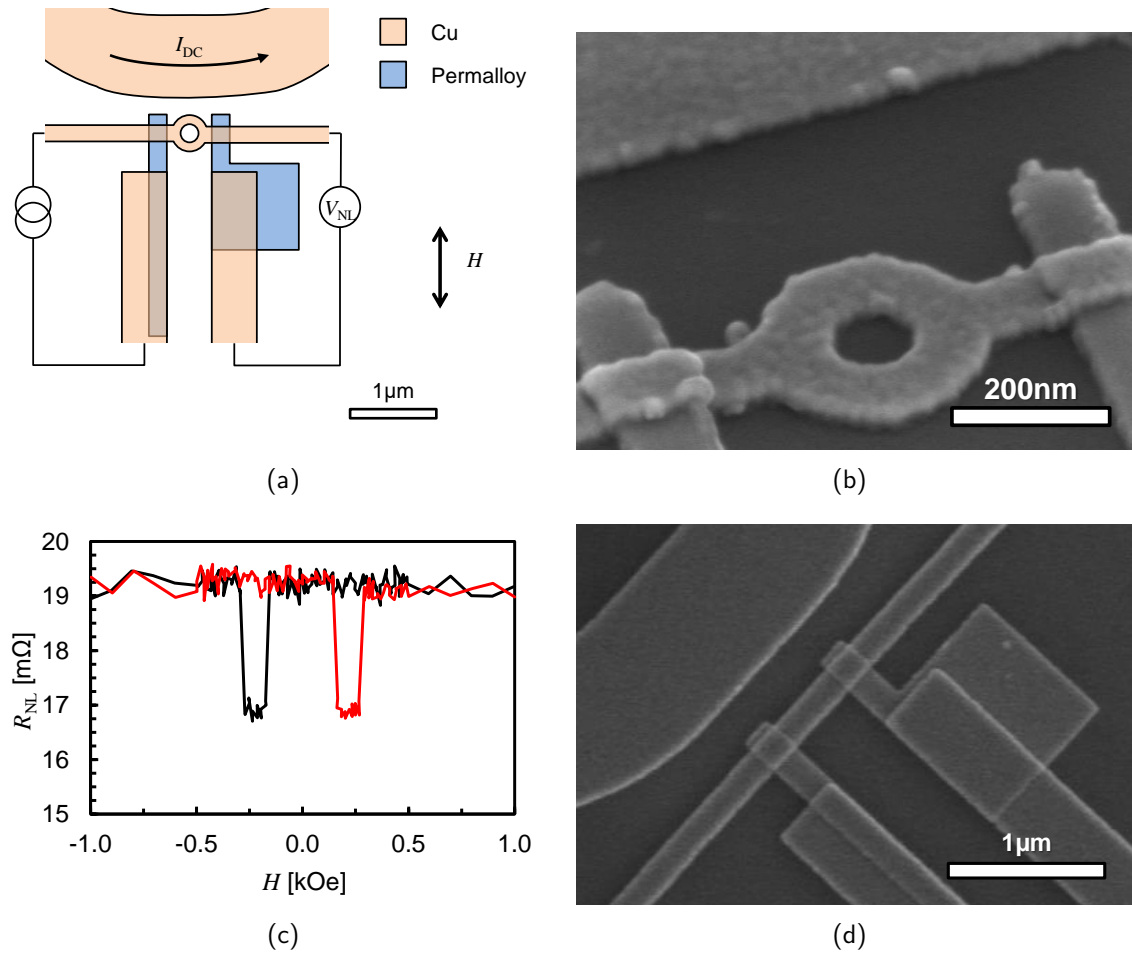 I_DC
Cu
Permalloy
V_NL
H
1μm
(a)
200nm
(b)
20
19
18
17
16
15
R_NL [mΩ]
-1.0 -0.5 0.0 0.5 1.0
H [kOe]
(c)
1μm
(d)